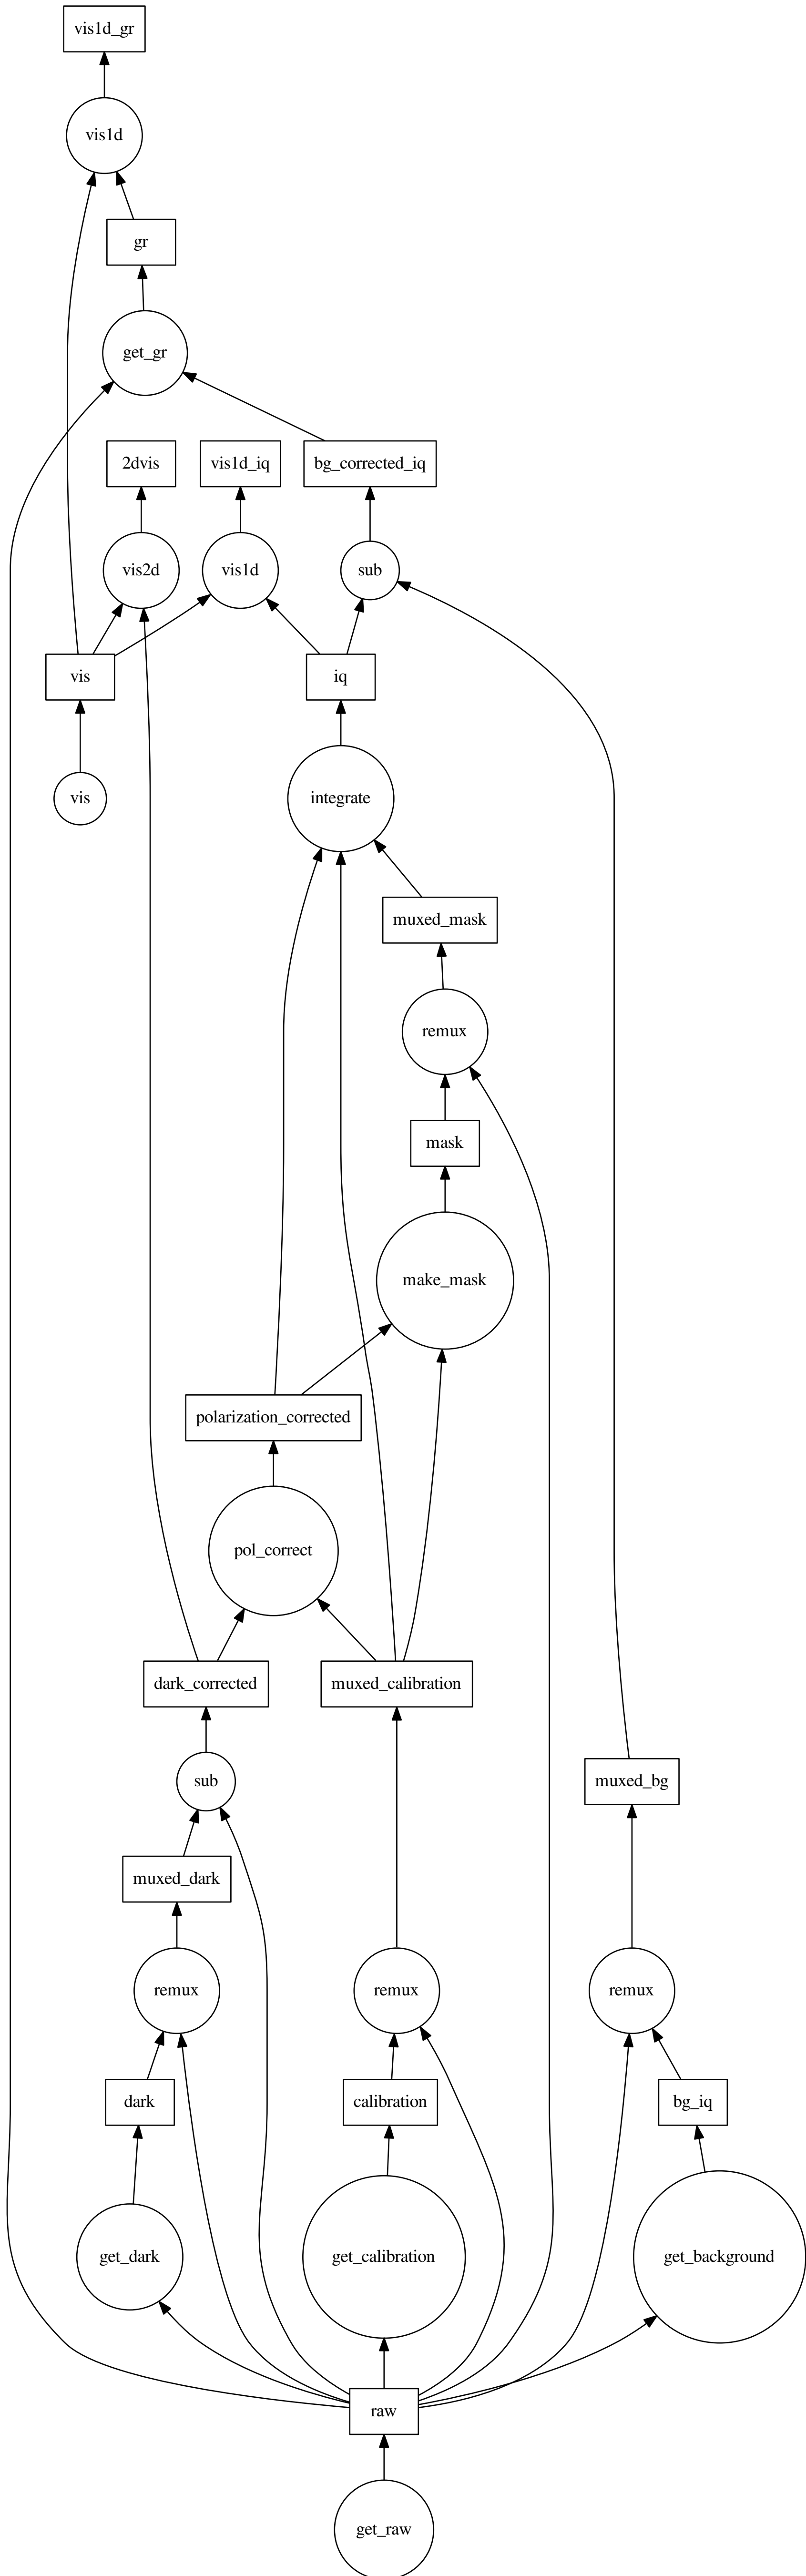 vis1d_gr
vis1d
gr
get_gr
2dvis
vis1d_iq
bg_corrected_iq
vis2d
vis1d
sub
vis
iq
vis
integrate
muxed_mask
remux
mask
make_mask
polarization_corrected
pol_correct
dark_corrected
muxed_calibration
sub
muxed_bg
muxed_dark
remux
remux
remux
dark
calibration
bg_iq
get_dark
get_calibration
get_background
raw
get_raw